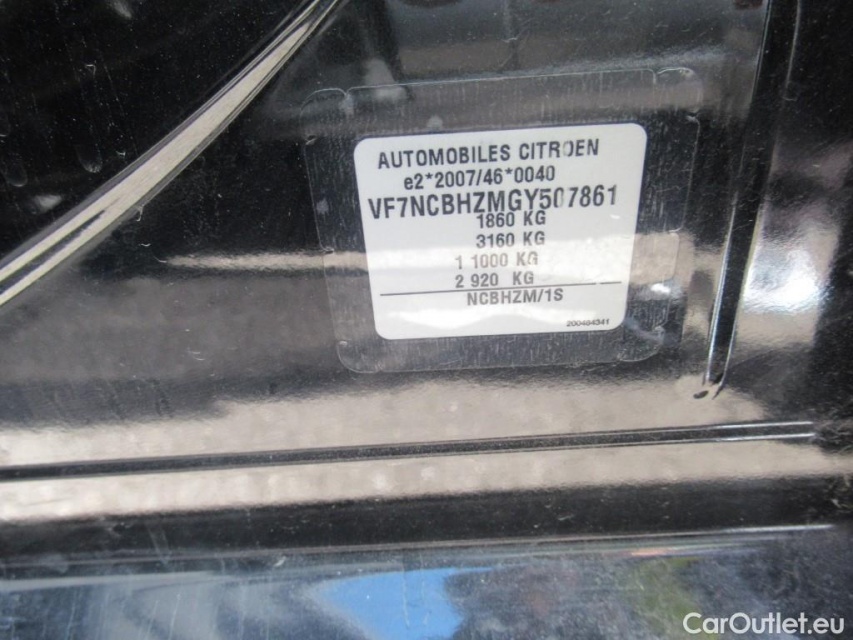 AUTOMOBILES CITROEN
e2*2007/46*0040
VF7NCBHZMGY507861
1860 KG
3160 KG
1 1000 KG
2 920 KG
NCBHZM/1S
200404341
CarOutlet.eu